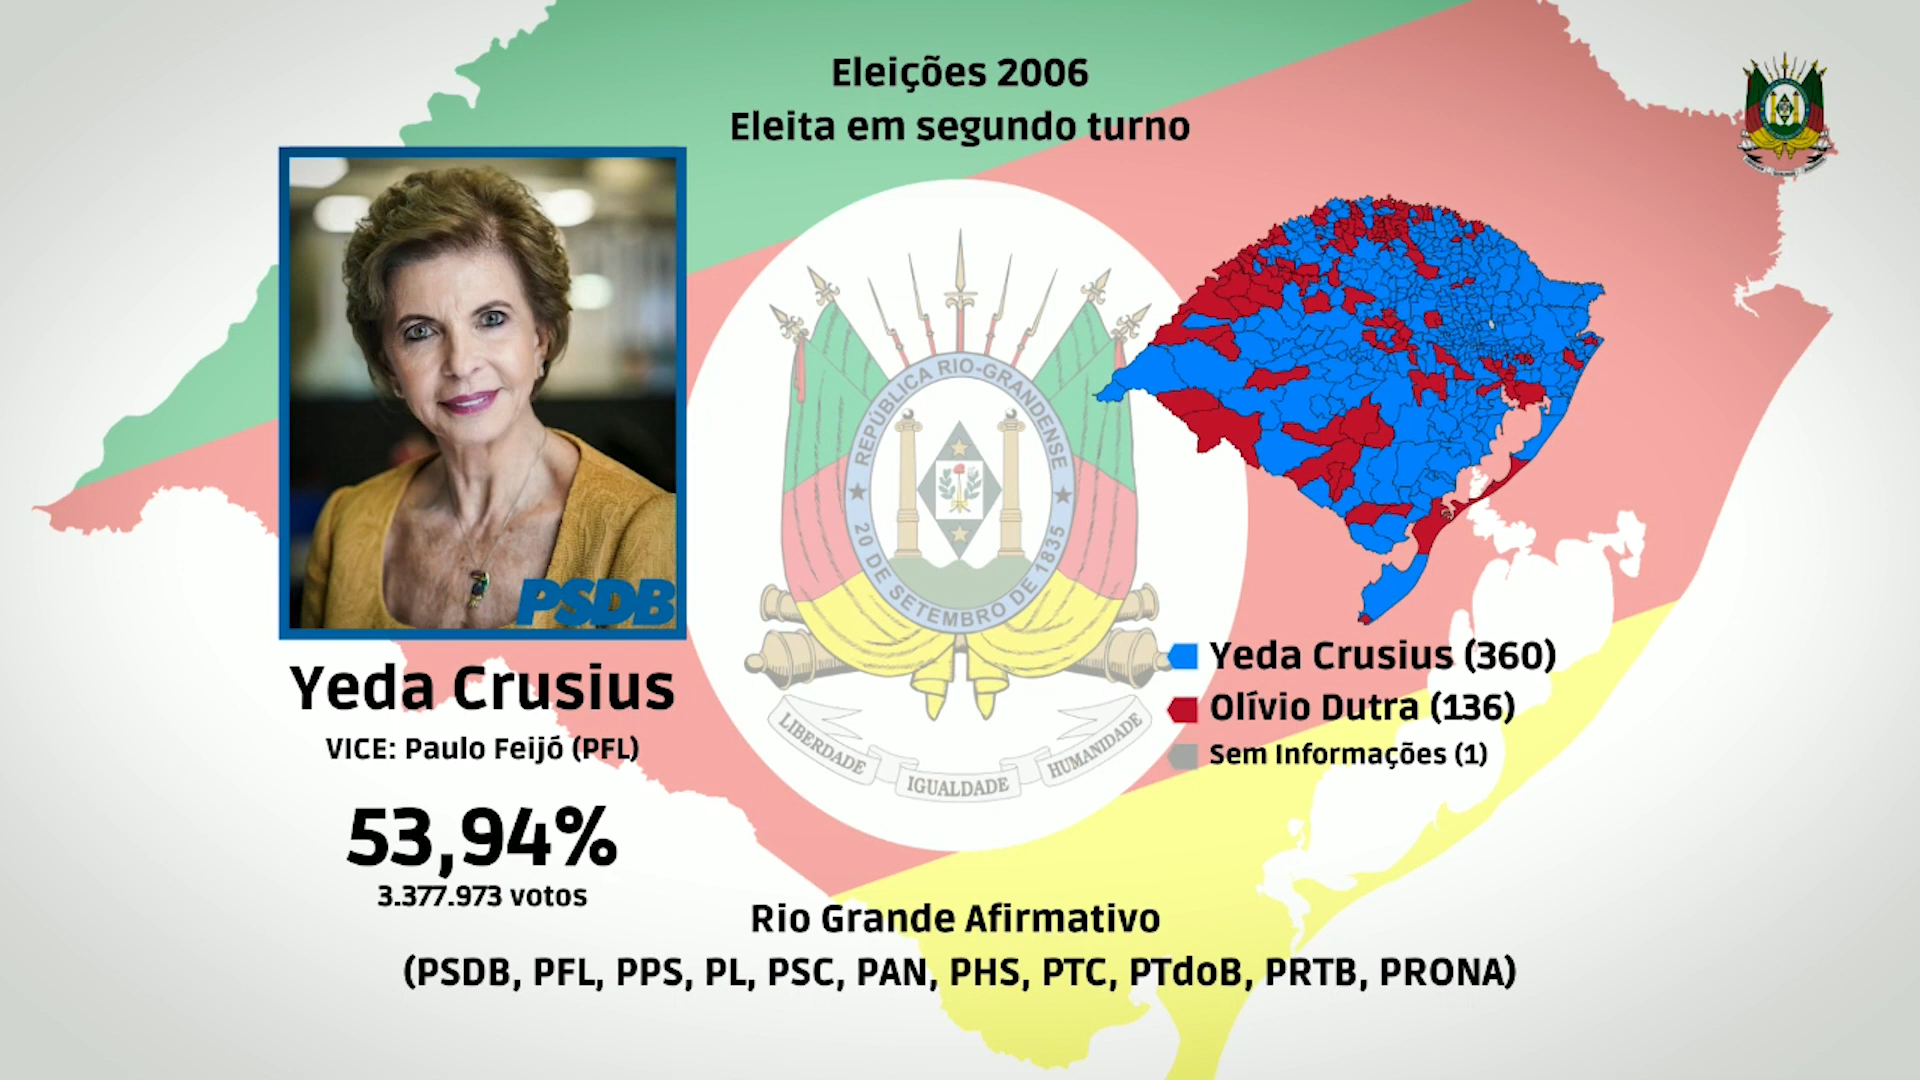 Eleições 2006
Eleita em segundo turno
PSDB
Yeda Crusius
VICE: Paulo Feijó (PFL)
53,94%
3.377.973 votos
REPÚBLICA RIO-GRANDENSE
20 DE SETEMBRO DE 1835
LIBERDADE
IGUALDADE
HUMANIDADE
Yeda Crusius (360)
Olívio Dutra (136)
Sem Informações (1)
Rio Grande Afirmativo
(PSDB, PFL, PPS, PL, PSC, PAN, PHS, PTC, PTdoB, PRTB, PRONA)